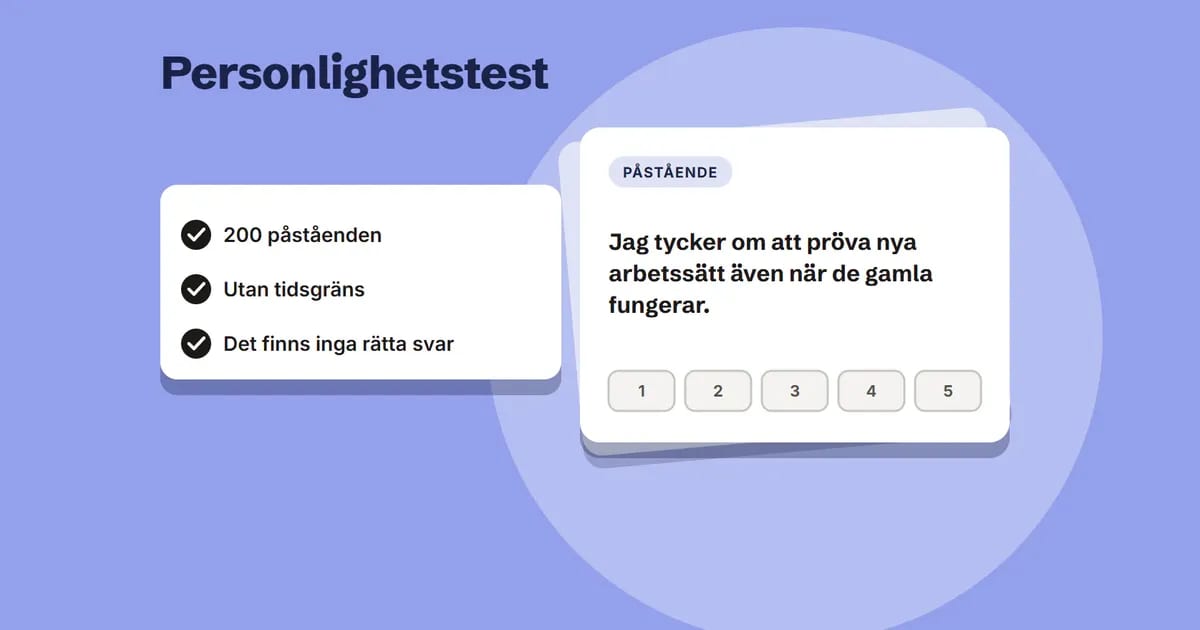 Personlighetstest
200 påståenden
Utan tidsgräns
Det finns inga rätta svar
PÅSTÅENDE
Jag tycker om att pröva nya
arbetssätt även när de gamla
fungerar.
1 2 3 4 5